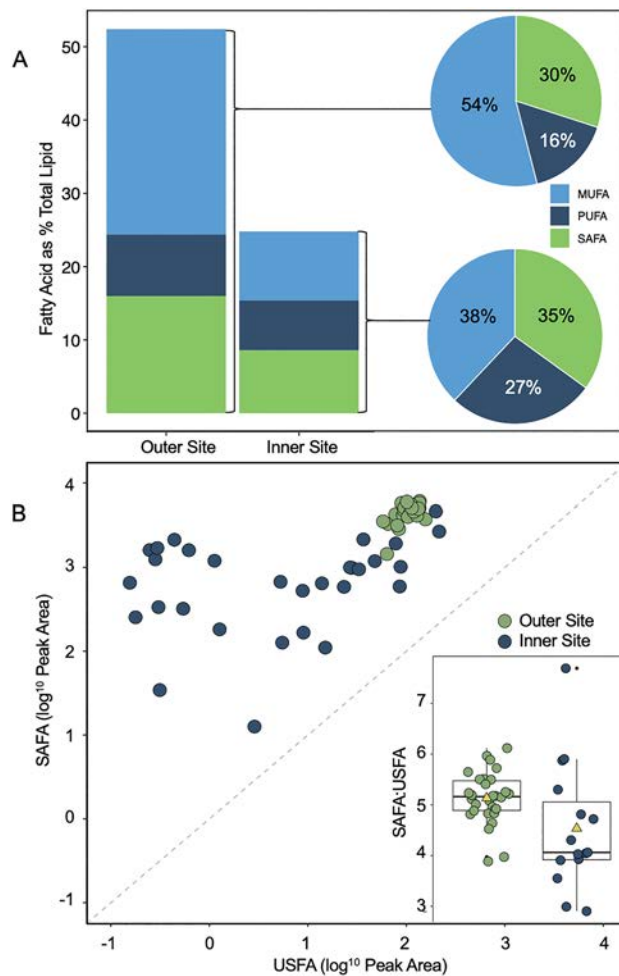 A
Fatty Acid as % Total Lipid
50
40
30
20
10
0
Outer Site
Inner Site
54%
30%
16%
MUFA
PUFA
SAFA
38%
35%
27%
B
SAFA (log¹⁰ Peak Area)
4
3
2
1
0
-1
-1
0
1
2
3
4
USFA (log¹⁰ Peak Area)
Outer Site
Inner Site
SAFA:USFA
7
6
5
4
3